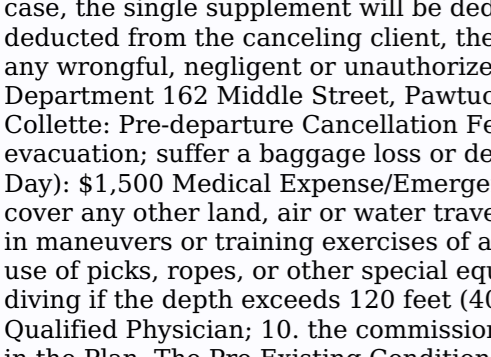 case, the single supplement will be ded
deducted from the canceling client, the
any wrongful, negligent or unauthorize
Department 162 Middle Street, Pawtuc
Collette: Pre-departure Cancellation Fe
evacuation; suffer a baggage loss or de
Day): $1,500 Medical Expense/Emerge
cover any other land, air or water trave
in maneuvers or training exercises of a
use of picks, ropes, or other special equ
diving if the depth exceeds 120 feet (40
Qualified Physician; 10. the commission
in the Plan. The Pre-Existing Condition